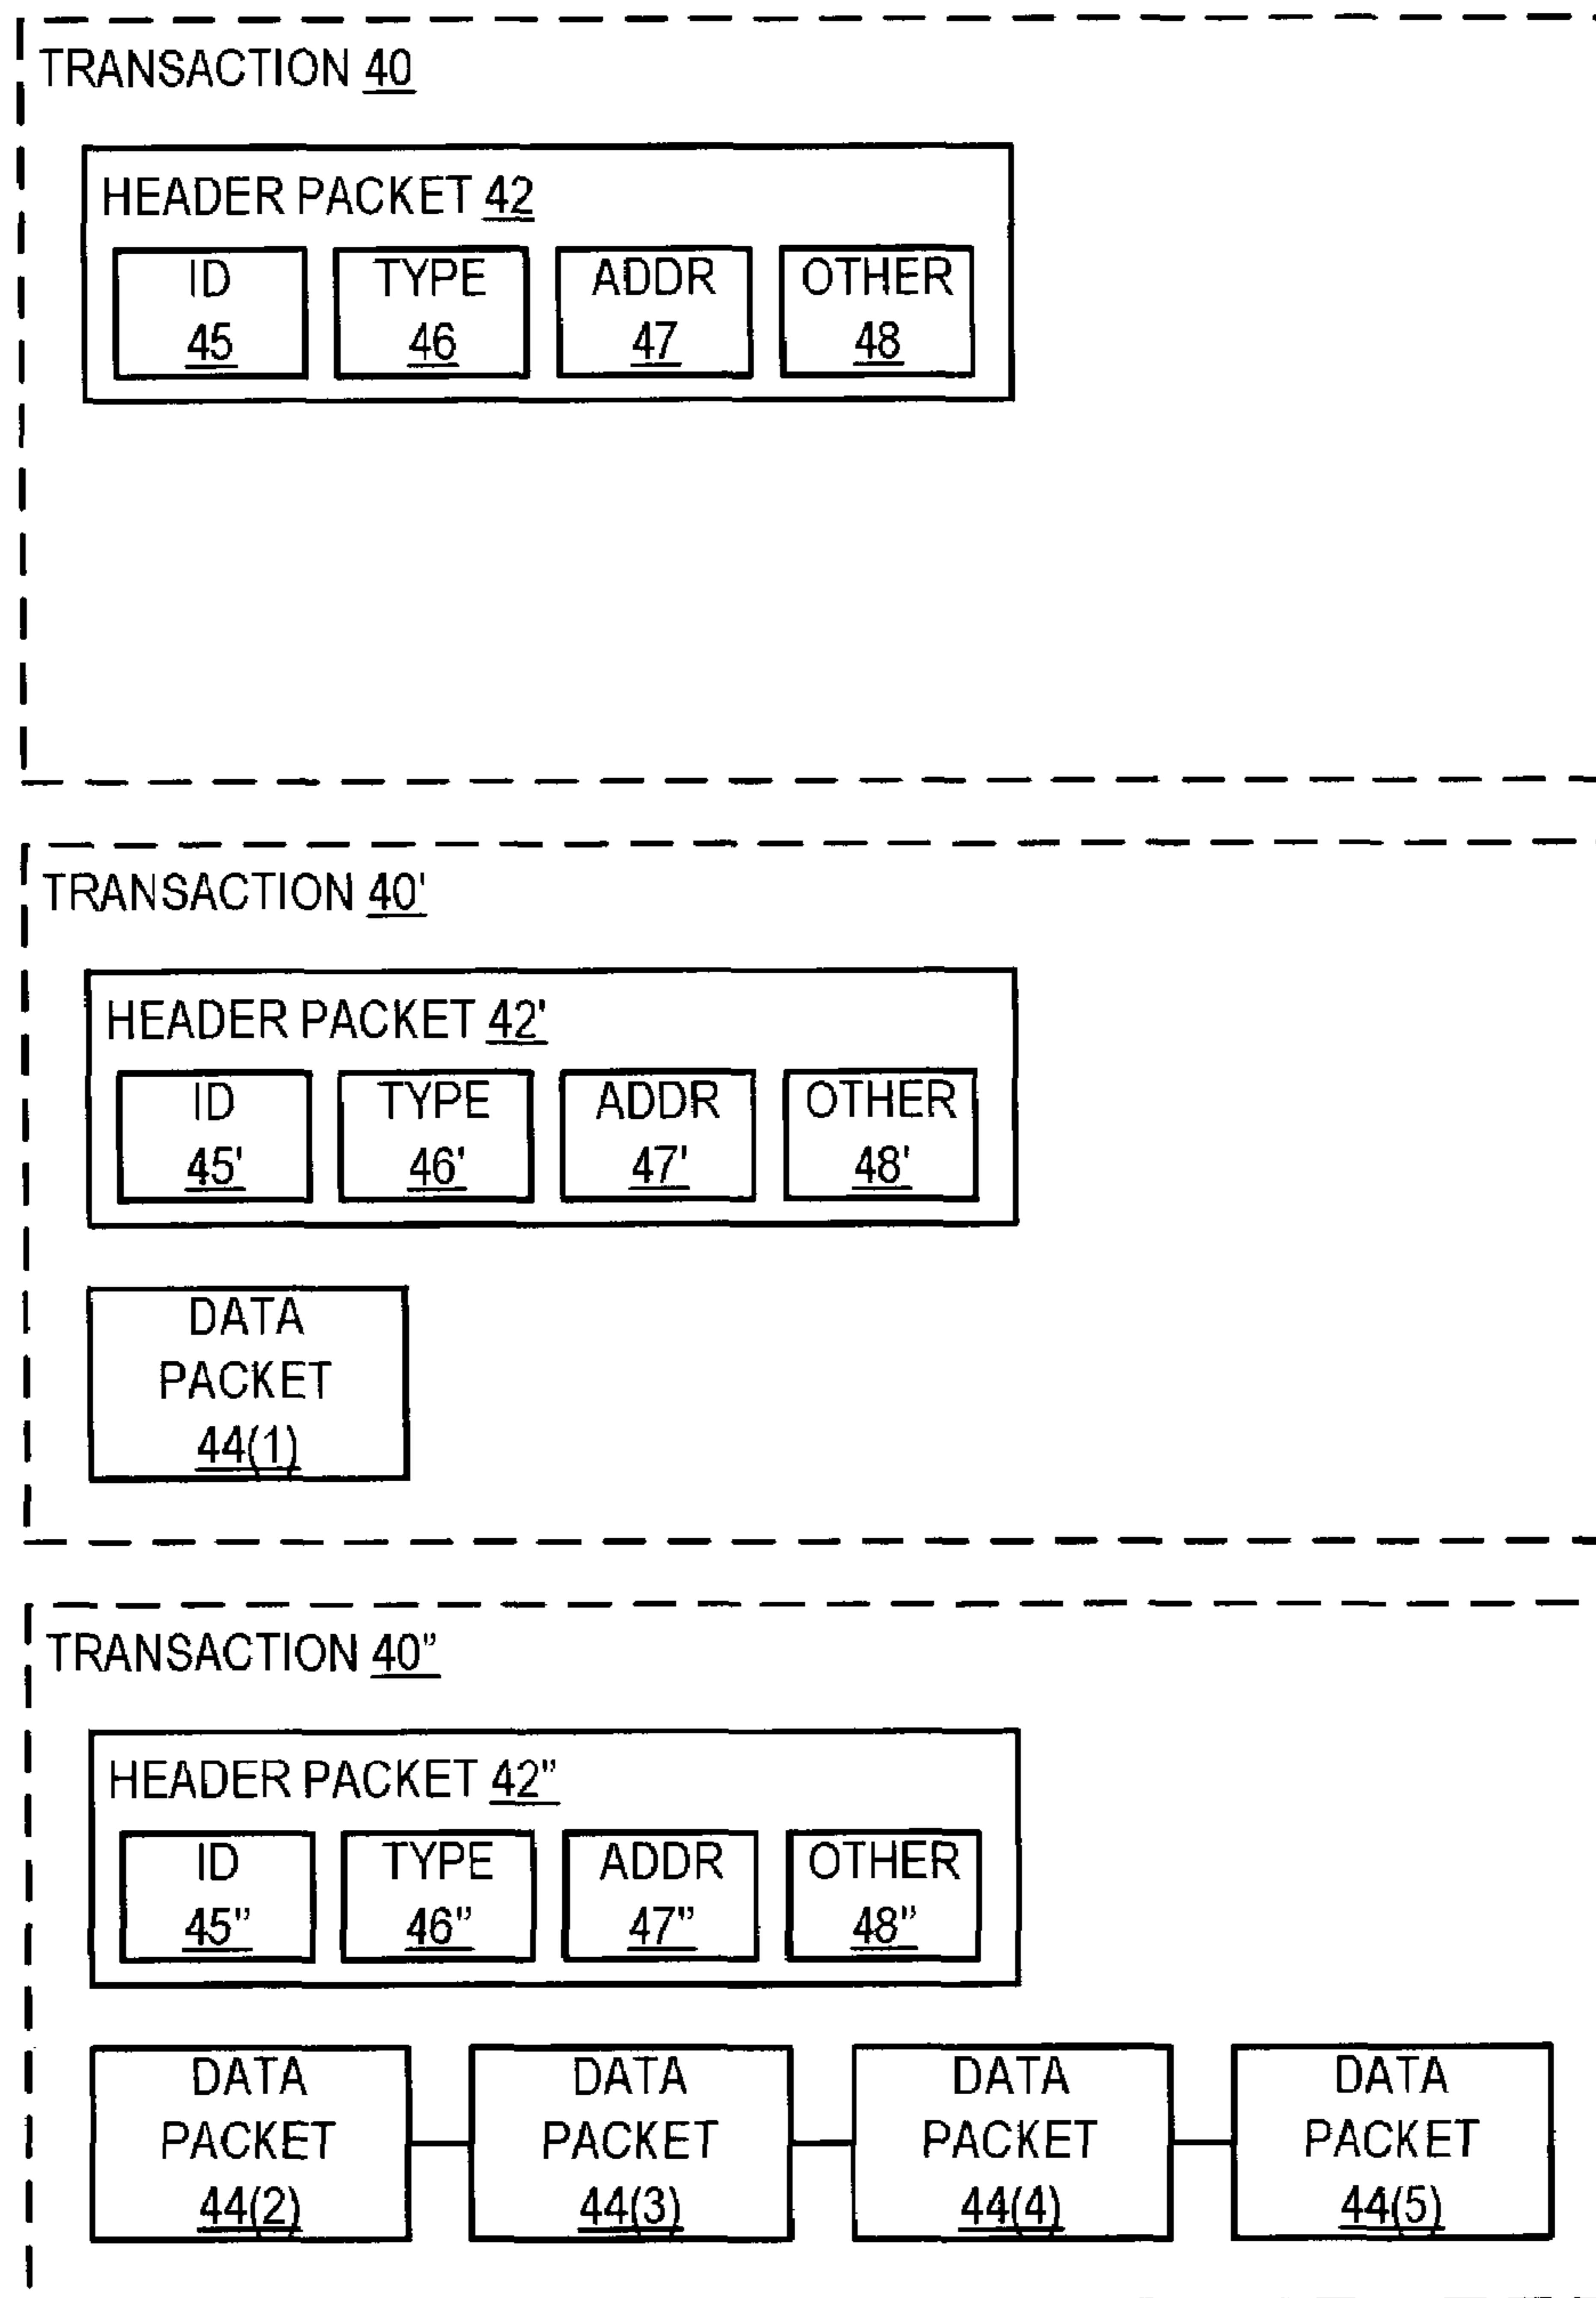 TRANSACTION 40
HEADER PACKET 42
ID TYPE ADDR OTHER
45 46 47 48
TRANSACTION 40'
HEADER PACKET 42'
ID TYPE ADDR OTHER
45' 46' 47' 48'
DATA
PACKET
44(1)
TRANSACTION 40”
HEADER PACKET 42”
ID TYPE ADDR OTHER
45” 46” 47” 48”
DATA DATA DATA DATA
PACKET PACKET PACKET PACKET
44(2) 44(3) 44(4) 44(5)